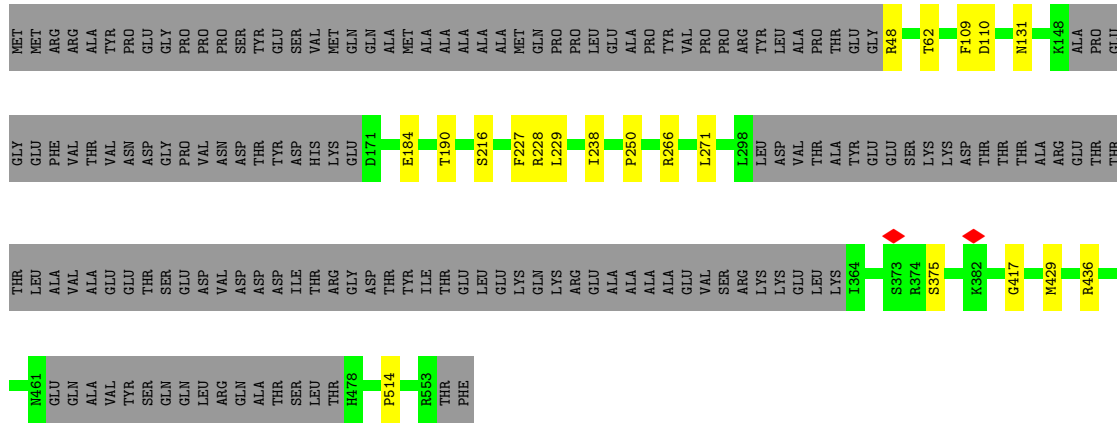 MET MET ARG ARG ALA TYR PRO GLU GLY PRO PRO PRO SER TYR GLU SER VAL MET GLN GLN ALA MET ALA ALA ALA ALA ALA MET GLN PRO PRO LEU GLU ALA PRO TYR VAL PRO PRO ARG TYR LEU ALA PRO THR GLU GLY R48 T62 F109 D110 N131 K148 ALA PRO GLU
GLY GLU PHE VAL THR VAL ASN ASP GLY PRO VAL ASN ASP THR TYR ASP HIS LYS GLU D171 E184 T190 S216 F227 R228 L229 I238 P250 R266 L271 L298 LEU ASP VAL THR ALA TYR GLU GLU SER LYS LYS ASP THR THR THR ALA ARG GLU THR THR
THR LEU ALA VAL ALA GLU GLU THR SER GLU ASP VAL ASP ASP ASP ILE THR ARG GLY ASP THR TYR ILE THR GLU LEU GLU LYS GLN LYS ARG GLU ALA ALA ALA ALA GLU VAL SER ARG LYS LYS GLU LEU LYS I364 S373 R374 S375 K382 G417 M429 R436
N461 GLU GLN ALA VAL TYR SER GLN GLN LEU ARG GLN ALA THR SER LEU THR H478 P514 R553 THR PHE